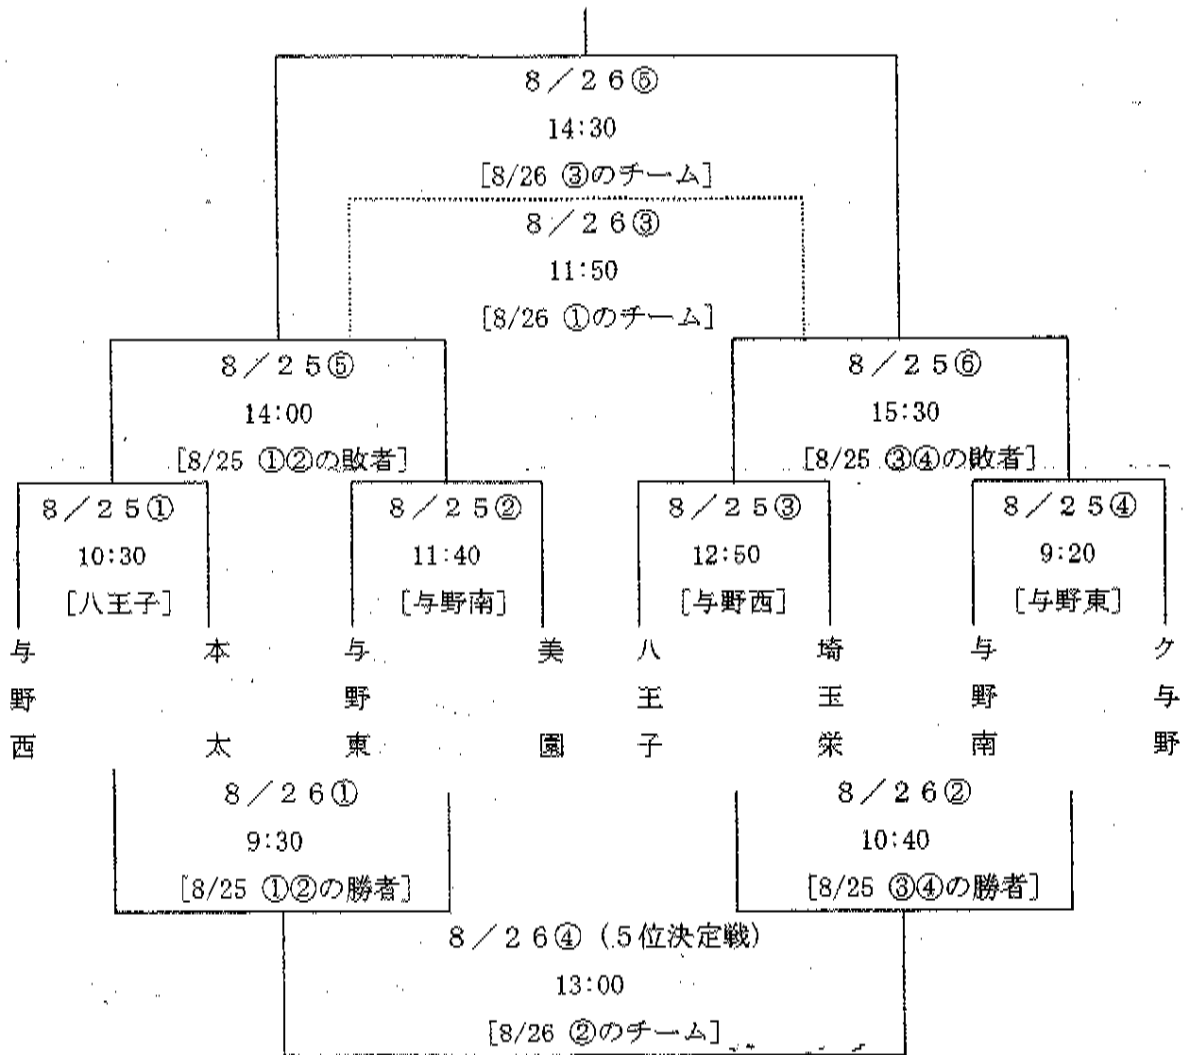 8/26⑤
14:30
[8/26 ③のチーム]
8/26③
11:50
[8/26 ①のチーム]
8/25⑤
14:00
[8/25 ①②の敗者]
8/25⑥
15:30
[8/25 ③④の敗者]
8/25①
10:30
[八王子]
8/25②
11:40
[与野南]
8/25③
12:50
[与野西]
8/25④
9:20
[与野東]
与野西
本太
与野東
美園
八王子
埼玉栄
与野南
ク与野
8/26①
9:30
[8/25 ①②の勝者]
8/26②
10:40
[8/25 ③④の勝者]
8/26④ (5位決定戦)
13:00
[8/26 ②のチーム]